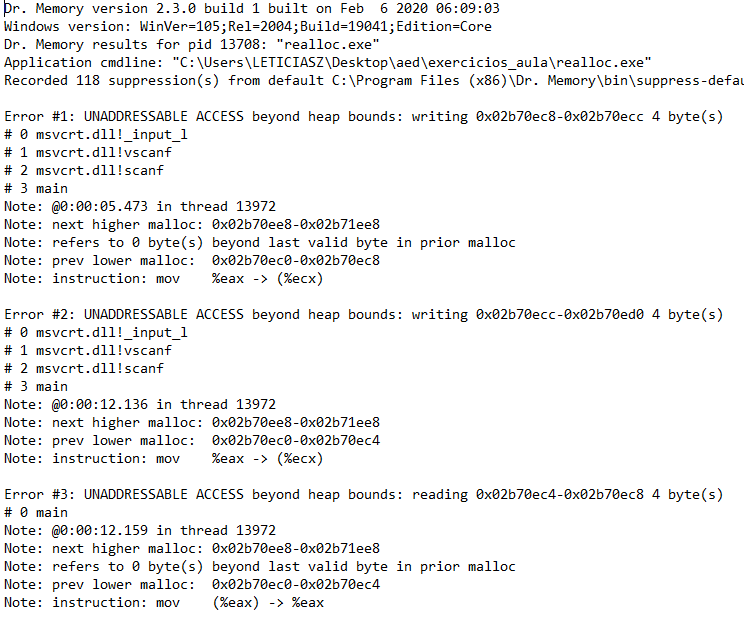 Dr. Memory version 2.3.0 build 1 built on Feb  6 2020 06:09:03
Windows version: WinVer=105;Rel=2004;Build=19041;Edition=Core
Dr. Memory results for pid 13708: "realloc.exe"
Application cmdline: "C:\Users\LETICIASZ\Desktop\aed\exercicios_aula\realloc.exe"
Recorded 118 suppression(s) from default C:\Program Files (x86)\Dr. Memory\bin\suppress-defau
Error #1: UNADDRESSABLE ACCESS beyond heap bounds: writing 0x02b70ec8-0x02b70ecc 4 byte(s)
# 0 msvcrt.dll!_input_l
# 1 msvcrt.dll!vscanf
# 2 msvcrt.dll!scanf
# 3 main
Note: @0:00:05.473 in thread 13972
Note: next higher malloc: 0x02b70ee8-0x02b71ee8
Note: refers to 0 byte(s) beyond last valid byte in prior malloc
Note: prev lower malloc:  0x02b70ec0-0x02b70ec8
Note: instruction: mov    %eax -> (%ecx)
Error #2: UNADDRESSABLE ACCESS beyond heap bounds: writing 0x02b70ecc-0x02b70ed0 4 byte(s)
# 0 msvcrt.dll!_input_l
# 1 msvcrt.dll!vscanf
# 2 msvcrt.dll!scanf
# 3 main
Note: @0:00:12.136 in thread 13972
Note: next higher malloc: 0x02b70ee8-0x02b71ee8
Note: prev lower malloc:  0x02b70ec0-0x02b70ec4
Note: instruction: mov    %eax -> (%ecx)
Error #3: UNADDRESSABLE ACCESS beyond heap bounds: reading 0x02b70ec4-0x02b70ec8 4 byte(s)
# 0 main
Note: @0:00:12.159 in thread 13972
Note: next higher malloc: 0x02b70ee8-0x02b71ee8
Note: refers to 0 byte(s) beyond last valid byte in prior malloc
Note: prev lower malloc:  0x02b70ec0-0x02b70ec4
Note: instruction: mov    (%eax) -> %eax